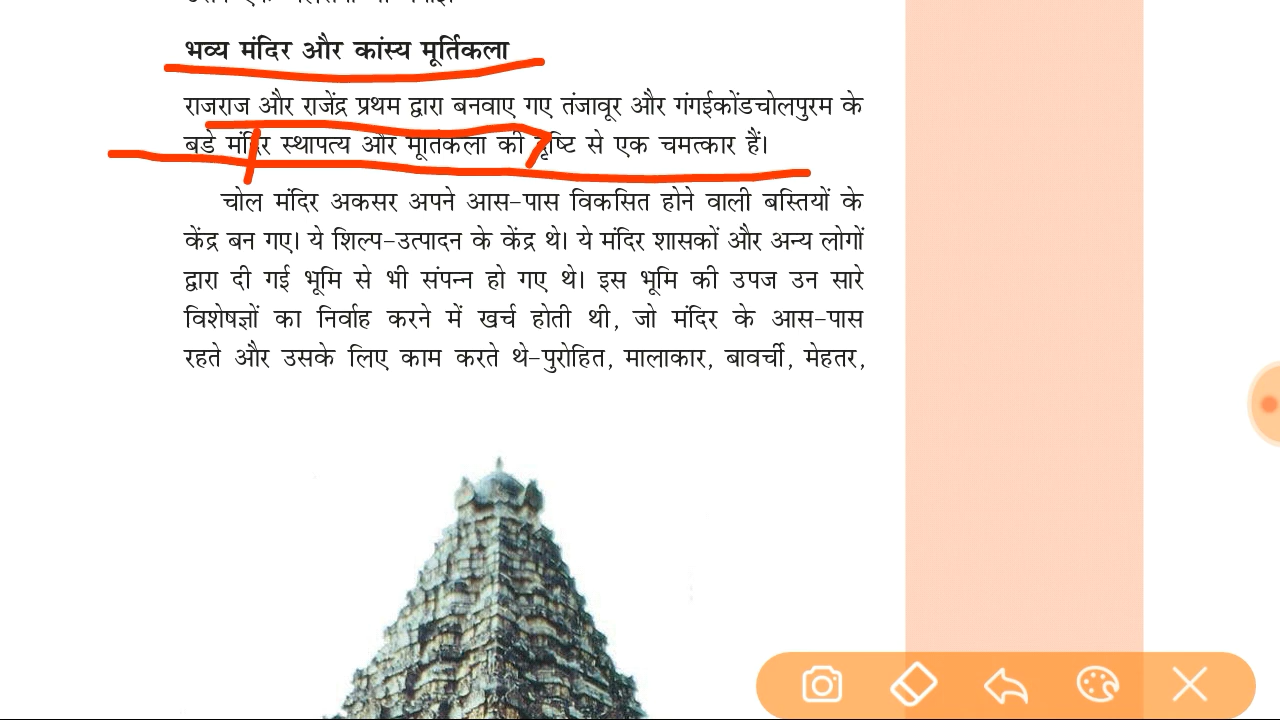 भव्य मंदिर और कांस्य मूर्तिकला
राजराज और राजेंद्र प्रथम द्वारा बनवाए गए तंजावूर और गंगईकोंडचोलपुरम के
बड़े मंदिर स्थापत्य और मूर्तिकला की दृष्टि से एक चमत्कार हैं।
चोल मंदिर अकसर अपने आस-पास विकसित होने वाली बस्तियों के
केंद्र बन गए। ये शिल्प-उत्पादन के केंद्र थे। ये मंदिर शासकों और अन्य लोगों
द्वारा दी गई भूमि से भी संपन्न हो गए थे। इस भूमि की उपज उन सारे
विशेषज्ञों का निर्वाह करने में खर्च होती थी, जो मंदिर के आस-पास
रहते और उसके लिए काम करते थे-पुरोहित, मालाकार, बावर्ची, मेहतर,